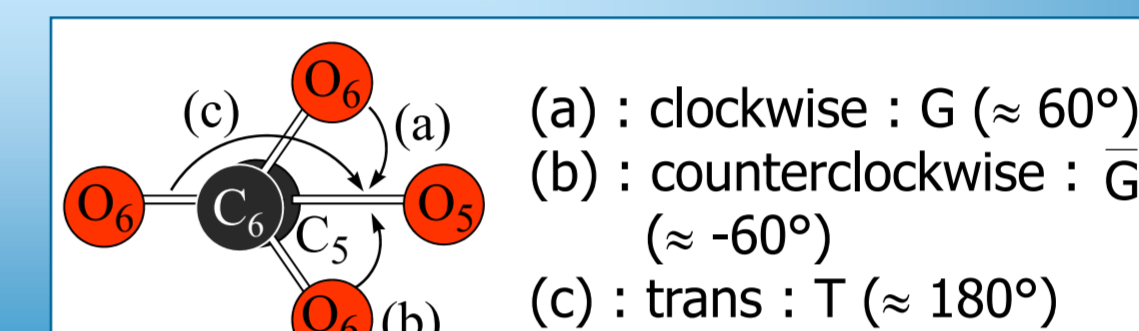 O₆
(c)
(a)
O₆ C₆ C₅ O₅
O₆ (b)
(a) : clockwise : G (≈ 60°)
(b) : counterclockwise : G̅
(≈ -60°)
(c) : trans : T (≈ 180°)